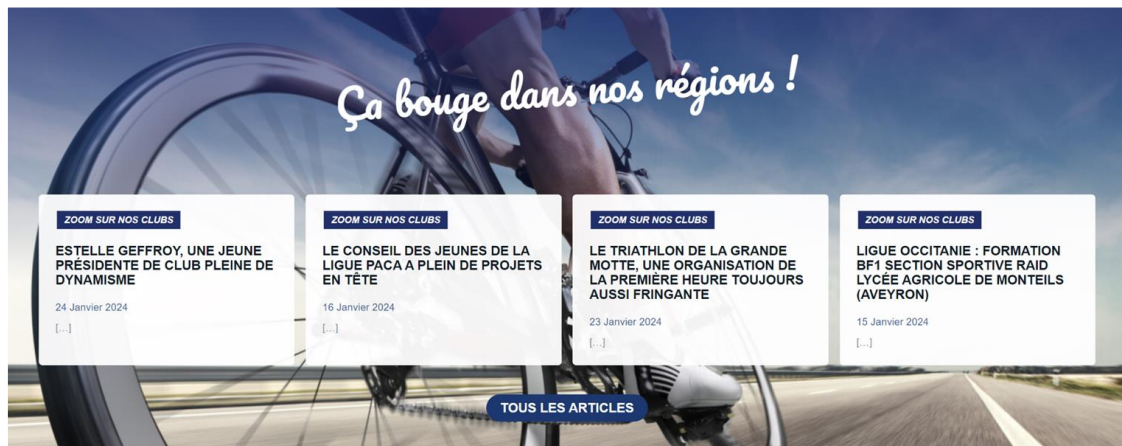 Ça bouge dans nos régions !
ZOOM SUR NOS CLUBS
ESTELLE GEFFROY, UNE JEUNE
PRÉSIDENTE DE CLUB PLEINE DE
DYNAMISME
24 Janvier 2024
[...]
ZOOM SUR NOS CLUBS
LE CONSEIL DES JEUNES DE LA
LIGUE PACA A PLEIN DE PROJETS
EN TÊTE
16 Janvier 2024
[...]
ZOOM SUR NOS CLUBS
LE TRIATHLON DE LA GRANDE
MOTTE, UNE ORGANISATION DE
LA PREMIÈRE HEURE TOUJOURS
AUSSI FRINGANTE
23 Janvier 2024
[...]
ZOOM SUR NOS CLUBS
LIGUE OCCITANIE : FORMATION
BF1 SECTION SPORTIVE RAID
LYCÉE AGRICOLE DE MONTEILS
(AVEYRON)
15 Janvier 2024
[...]
TOUS LES ARTICLES